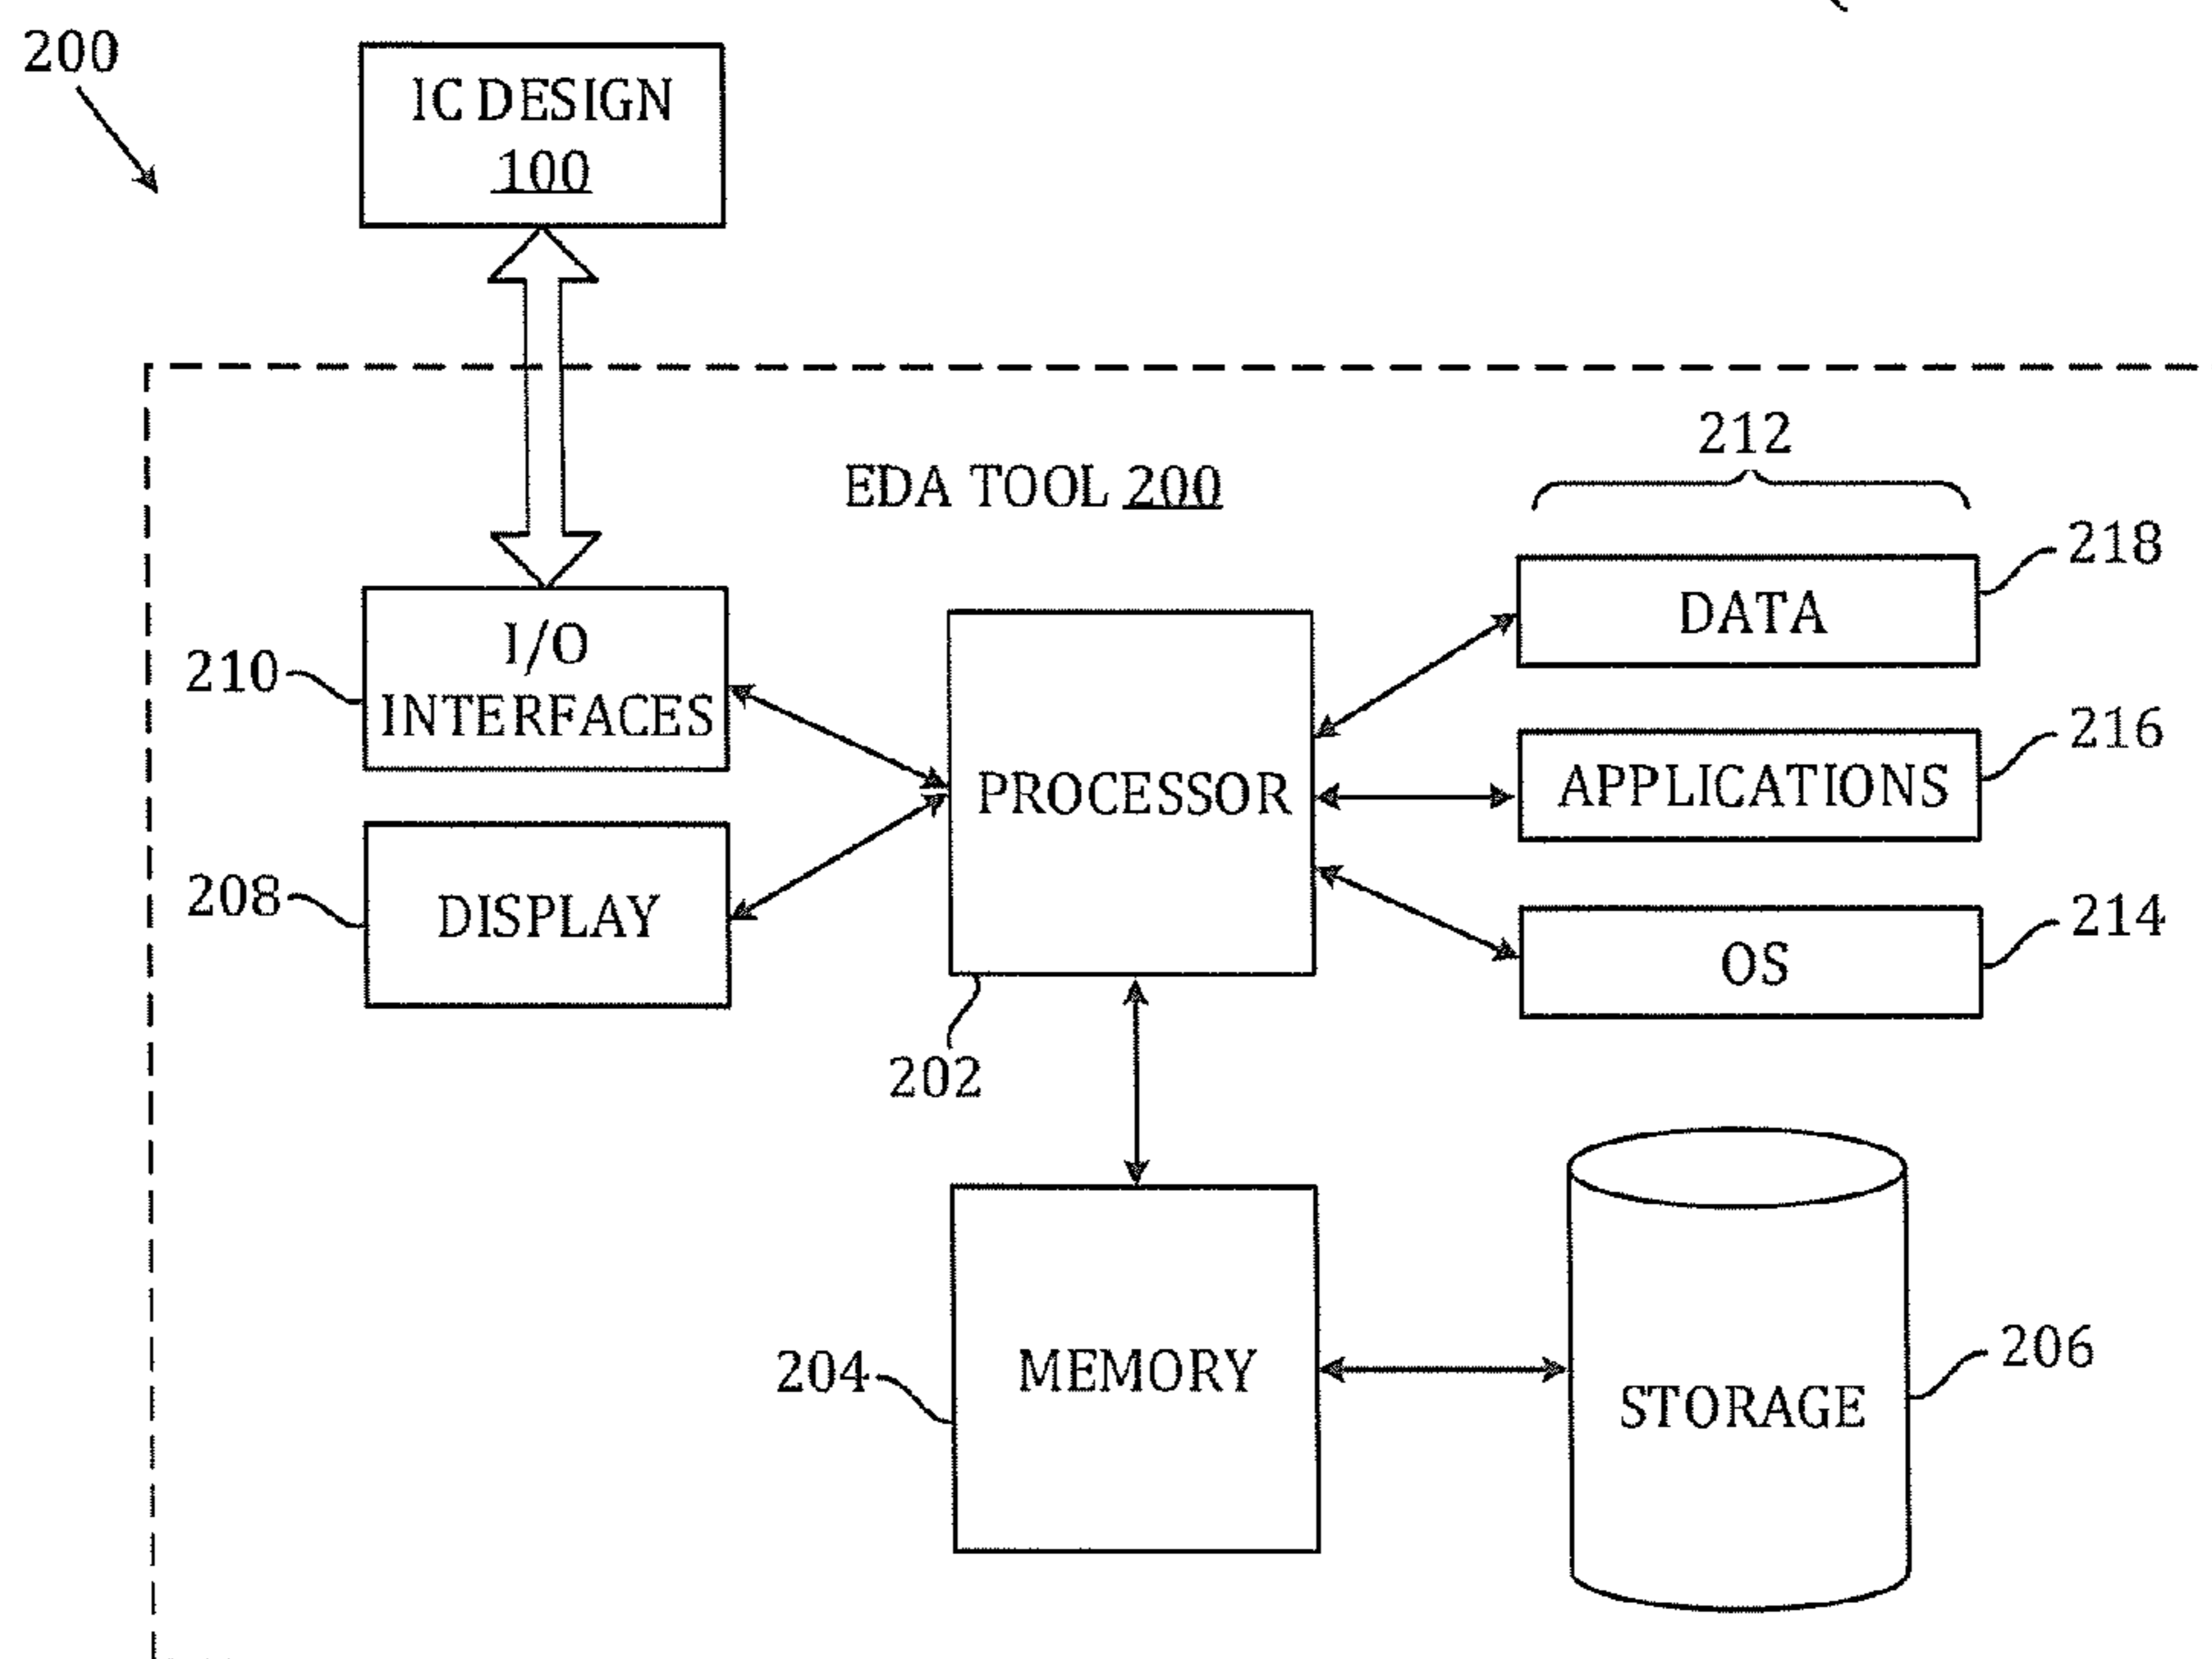 200
IC DESIGN
100
EDA TOOL 200
212
218
DATA
I/O
INTERFACES
210
216
APPLICATIONS
PROCESSOR
208
DISPLAY
214
OS
202
204
MEMORY
206
STORAGE